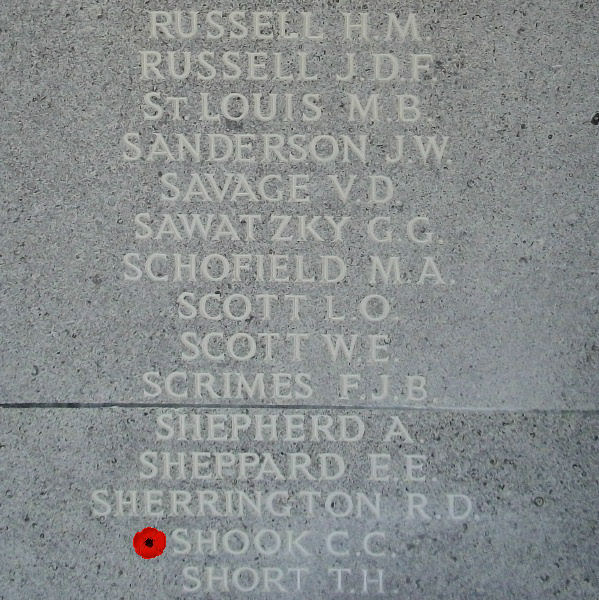 RUSSELL H.M.
RUSSELL J.D.F.
ST. LOUIS M.B.
SANDERSON J.W.
SAVAGE V.D.
SAWATZKY G.G.
SCHOFIELD M.A.
SCOTT L.O.
SCOTT W.E.
SCRIMES F.J.B.
SHEPHERD A.
SHEPPARD E.E.
SHERRINGTON R.D.
SHOOK C.C.
SHORT T.H.